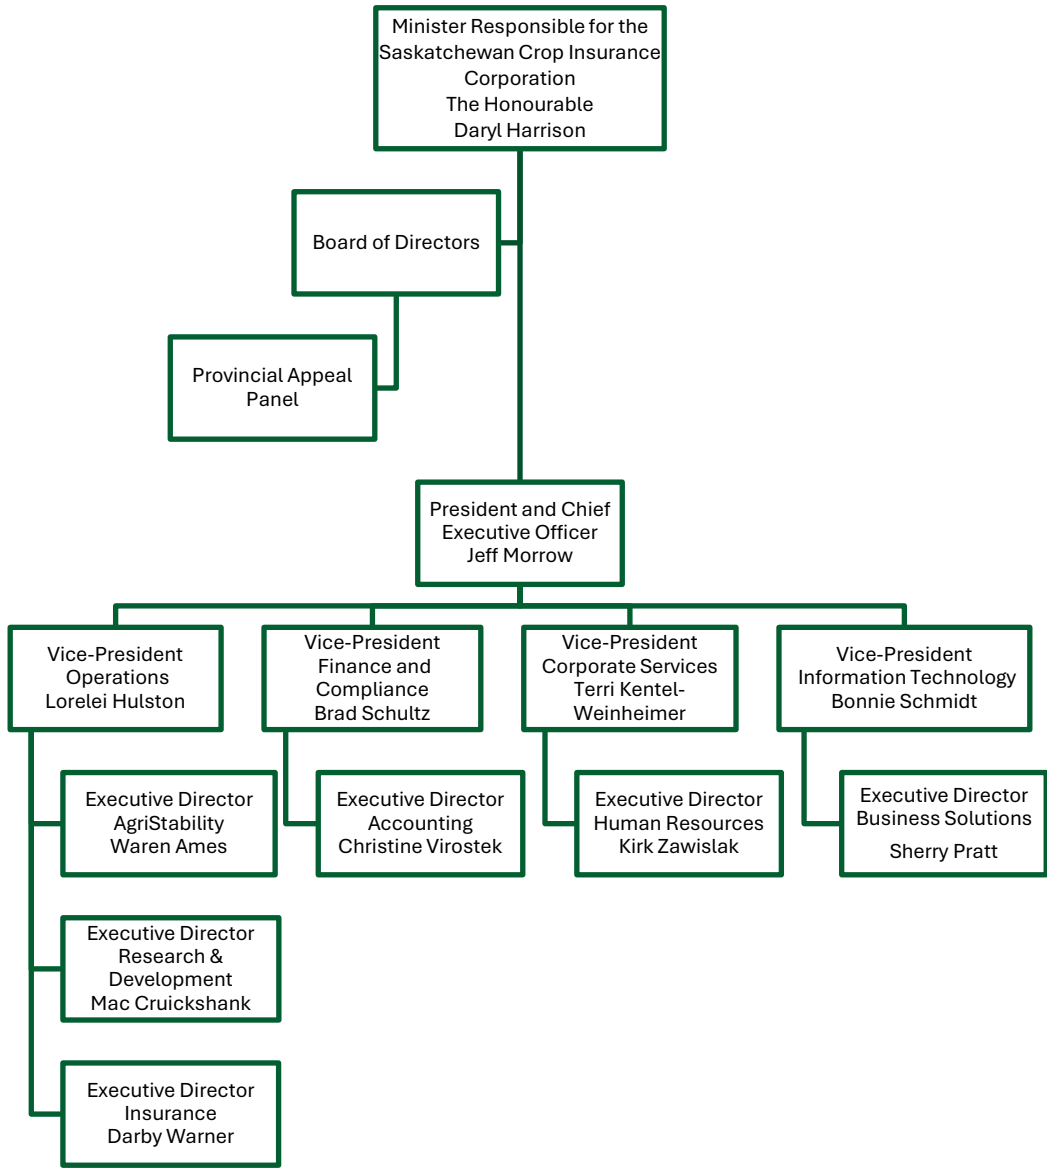 Minister Responsible for the
Saskatchewan Crop Insurance
Corporation
The Honourable
Daryl Harrison
Board of Directors
Provincial Appeal
Panel
President and Chief
Executive Officer
Jeff Morrow
Vice-President
Operations
Lorelei Hulston
Vice-President
Finance and
Compliance
Brad Schultz
Vice-President
Corporate Services
Terri Kentel-
Weinheimer
Vice-President
Information Technology
Bonnie Schmidt
Executive Director
AgriStability
Waren Ames
Executive Director
Accounting
Christine Virostek
Executive Director
Human Resources
Kirk Zawislak
Executive Director
Business Solutions
Sherry Pratt
Executive Director
Research &
Development
Mac Cruickshank
Executive Director
Insurance
Darby Warner